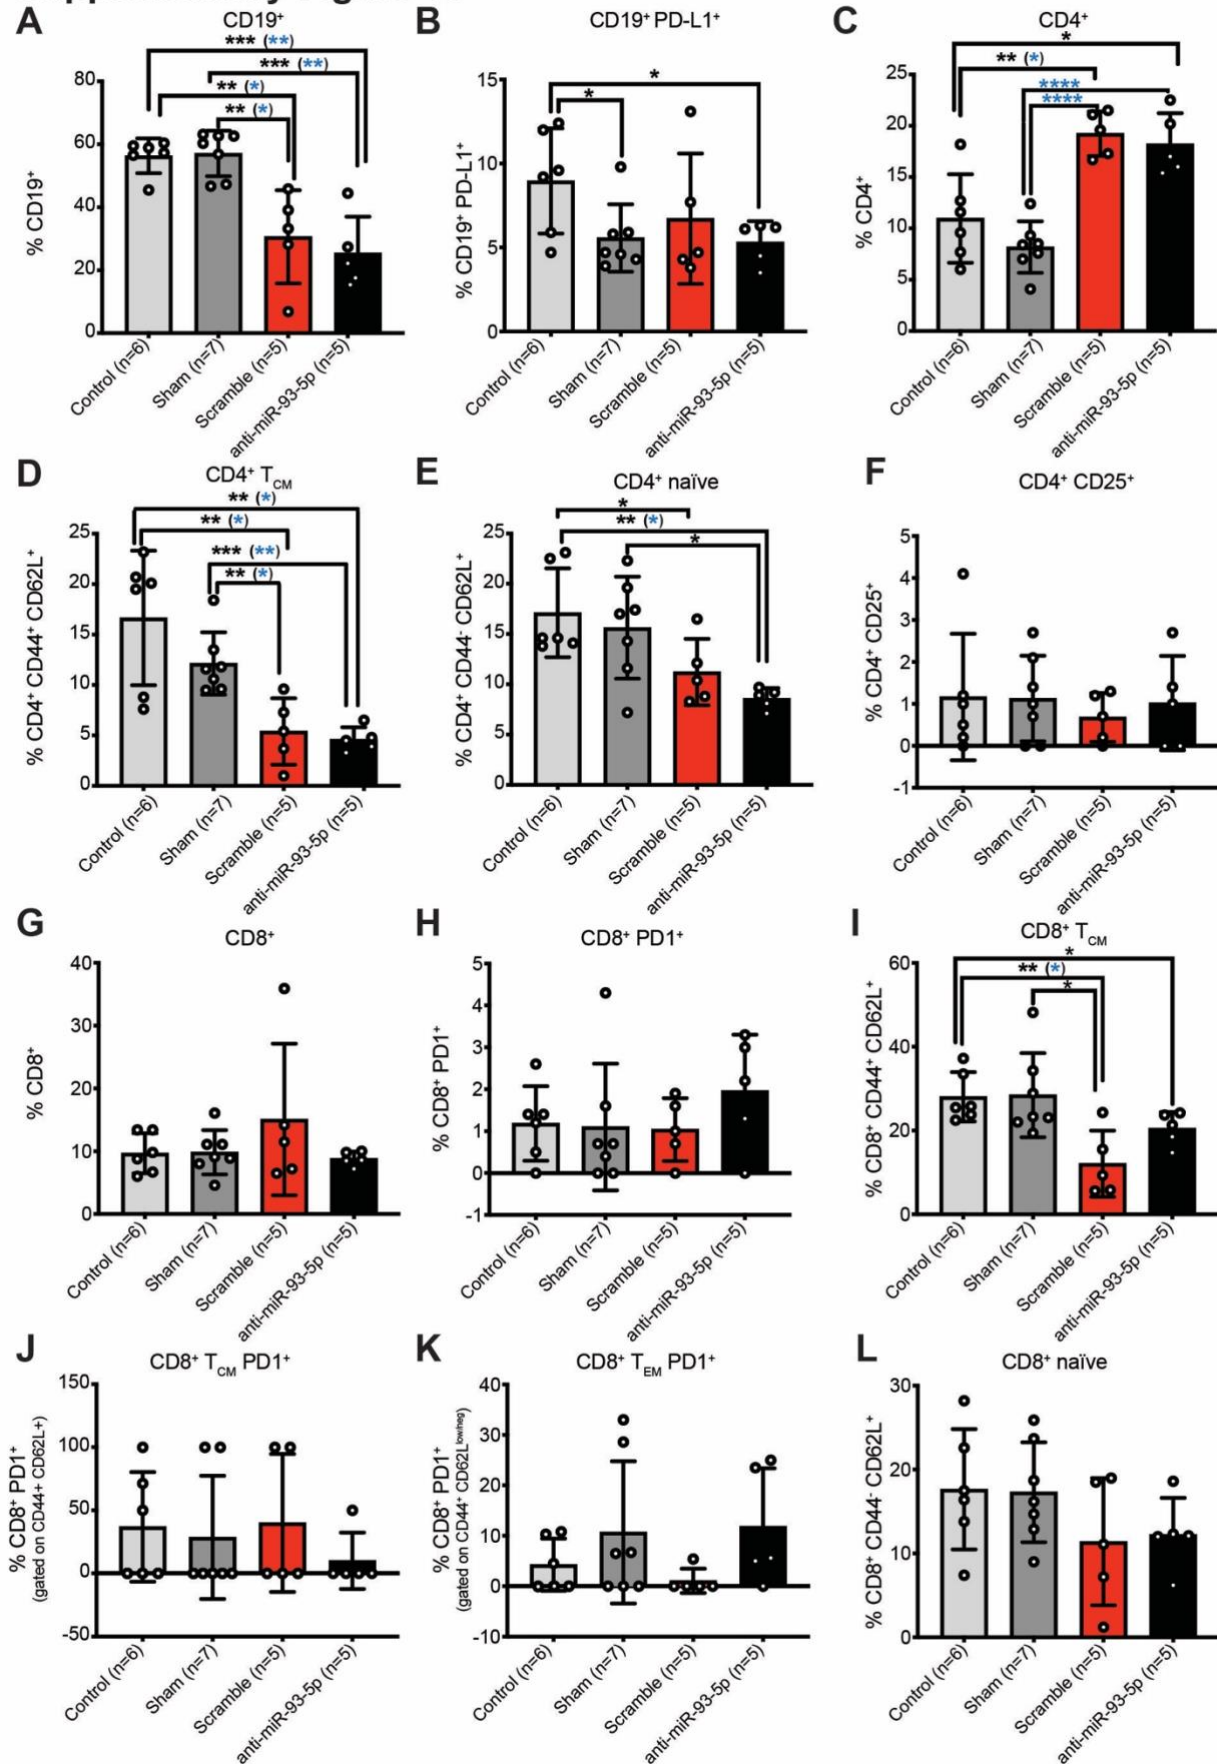 A
CD19⁺
*** (**)
*** (**)
** (*)
** (*)
80
60
40
20
0
% CD19⁺
Control (n=6)
Sham (n=7)
Scramble (n=5)
anti-miR-93-5p (n=5)
B
CD19⁺ PD-L1⁺
*
*
15
10
5
0
% CD19⁺ PD-L1⁺
Control (n=6)
Sham (n=7)
Scramble (n=5)
anti-miR-93-5p (n=5)
C
CD4⁺
*
** (*)
****
****
25
20
15
10
5
0
% CD4⁺
Control (n=6)
Sham (n=7)
Scramble (n=5)
anti-miR-93-5p (n=5)
D
CD4⁺ T_CM
** (*)
** (*)
*** (**)
** (*)
25
20
15
10
5
0
% CD4⁺ CD44⁺ CD62L⁺
Control (n=6)
Sham (n=7)
Scramble (n=5)
anti-miR-93-5p (n=5)
E
CD4⁺ naïve
*
** (*)
*
25
20
15
10
5
0
% CD4⁺ CD44⁻ CD62L⁺
Control (n=6)
Sham (n=7)
Scramble (n=5)
anti-miR-93-5p (n=5)
F
CD4⁺ CD25⁺
5
4
3
2
1
0
-1
% CD4⁺ CD25⁺
Control (n=6)
Sham (n=7)
Scramble (n=5)
anti-miR-93-5p (n=5)
G
CD8⁺
40
30
20
10
0
% CD8⁺
Control (n=6)
Sham (n=7)
Scramble (n=5)
anti-miR-93-5p (n=5)
H
CD8⁺ PD1⁺
5
4
3
2
1
0
-1
% CD8⁺ PD1⁺
Control (n=6)
Sham (n=7)
Scramble (n=5)
anti-miR-93-5p (n=5)
I
CD8⁺ T_CM
*
** (*)
*
60
40
20
0
% CD8⁺ CD44⁺ CD62L⁺
Control (n=6)
Sham (n=7)
Scramble (n=5)
anti-miR-93-5p (n=5)
J
CD8⁺ T_CM PD1⁺
150
100
50
0
-50
% CD8⁺ PD1⁺
(gated on CD44+ CD62L+)
Control (n=6)
Sham (n=7)
Scramble (n=5)
anti-miR-93-5p (n=5)
K
CD8⁺ T_EM PD1⁺
40
30
20
10
0
-10
% CD8⁺ PD1⁺
(gated on CD44⁺ CD62L^low/neg)
Control (n=6)
Sham (n=7)
Scramble (n=5)
anti-miR-93-5p (n=5)
L
CD8⁺ naïve
30
20
10
0
% CD8⁺ CD44⁻ CD62L⁺
Control (n=6)
Sham (n=7)
Scramble (n=5)
anti-miR-93-5p (n=5)